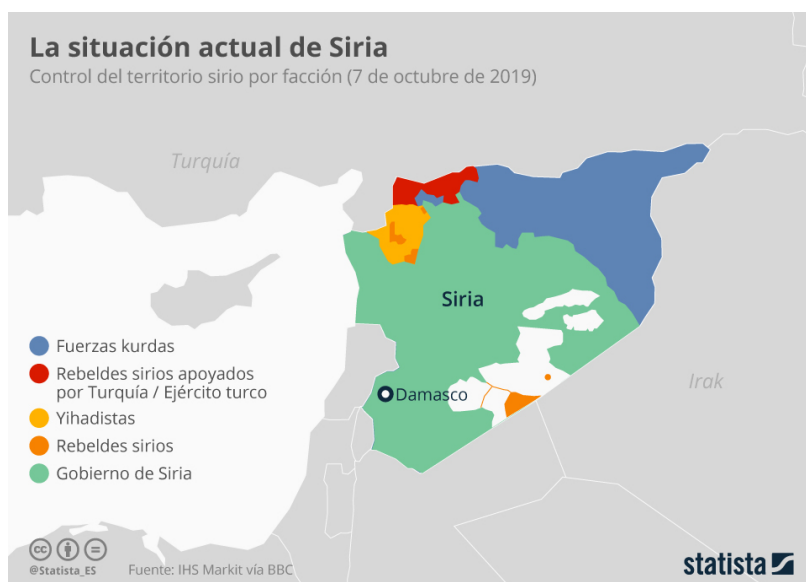 La situación actual de Siria
Control del territorio sirio por facción (7 de octubre de 2019)
Turquía
Siria
Irak
Damasco
Fuerzas kurdas
Rebeldes sirios apoyados
por Turquía / Ejército turco
Yihadistas
Rebeldes sirios
Gobierno de Siria
cc
@Statista_ES
Fuente: IHS Markit vía BBC
statista